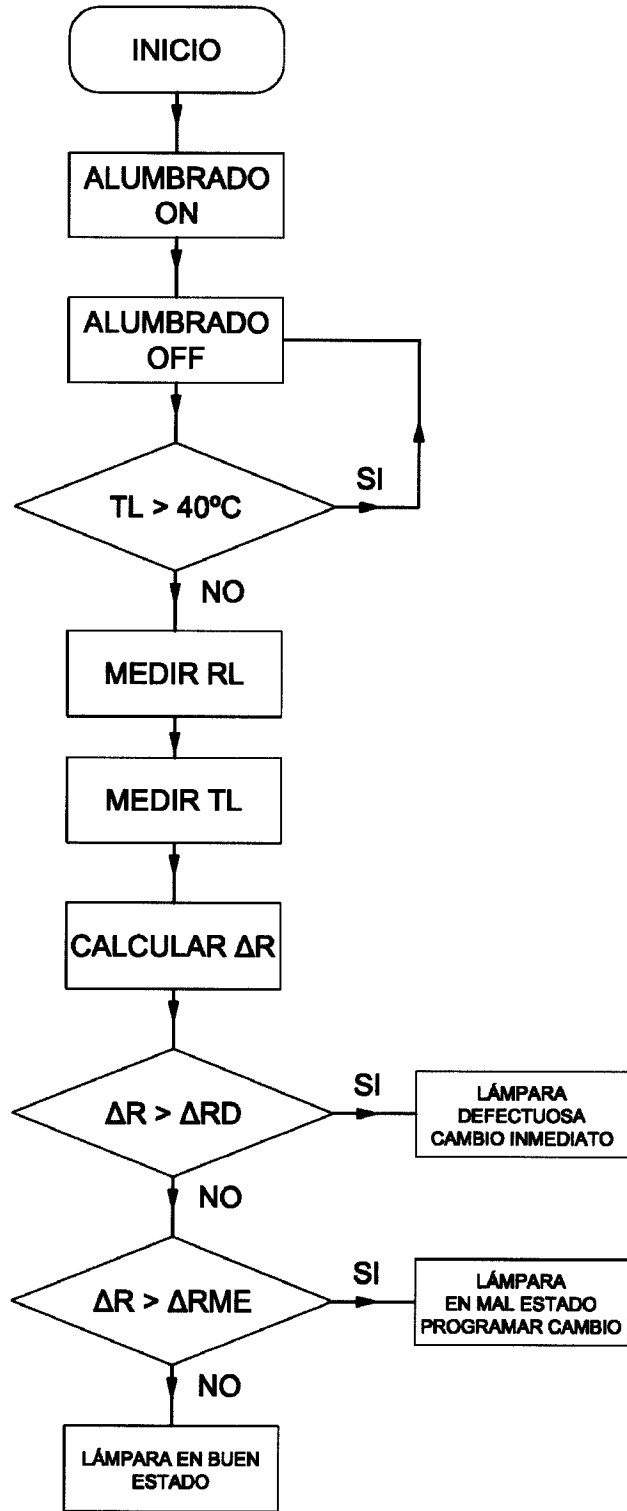 INICIO
ALUMBRADO
ON
ALUMBRADO
OFF
TL > 40ºC
SI
NO
MEDIR RL
MEDIR TL
CALCULAR ΔR
ΔR > ΔRD
SI
LÁMPARA
DEFECTUOSA
CAMBIO INMEDIATO
NO
ΔR > ΔRME
SI
LÁMPARA
EN MAL ESTADO
PROGRAMAR CAMBIO
NO
LÁMPARA EN BUEN
ESTADO